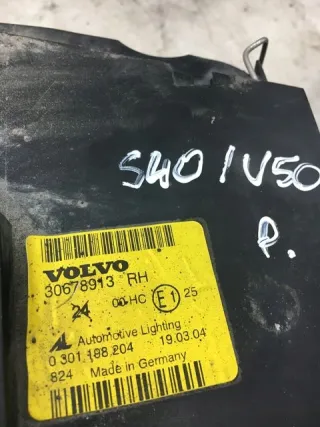 S40/V50
P.
VOLVO
30678913 RH
24 00 HC E1 25
AL Automotive Lighting
0 301 188 204 19.03.04
824 Made in Germany